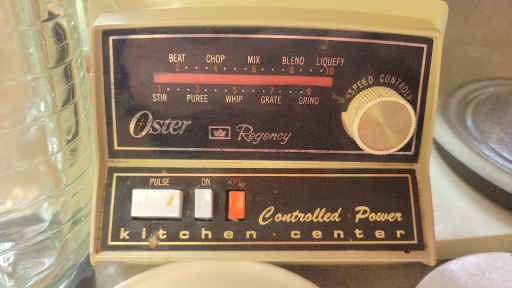 BEAT CHOP MIX BLEND LIQUEFY
2 4 6 8 10
1 3 5 7 9
STIR PUREE WHIP GRATE GRIND
SPEED CONTROL
Oster Regency
PULSE ON OFF
Controlled · Power
kitchen · center